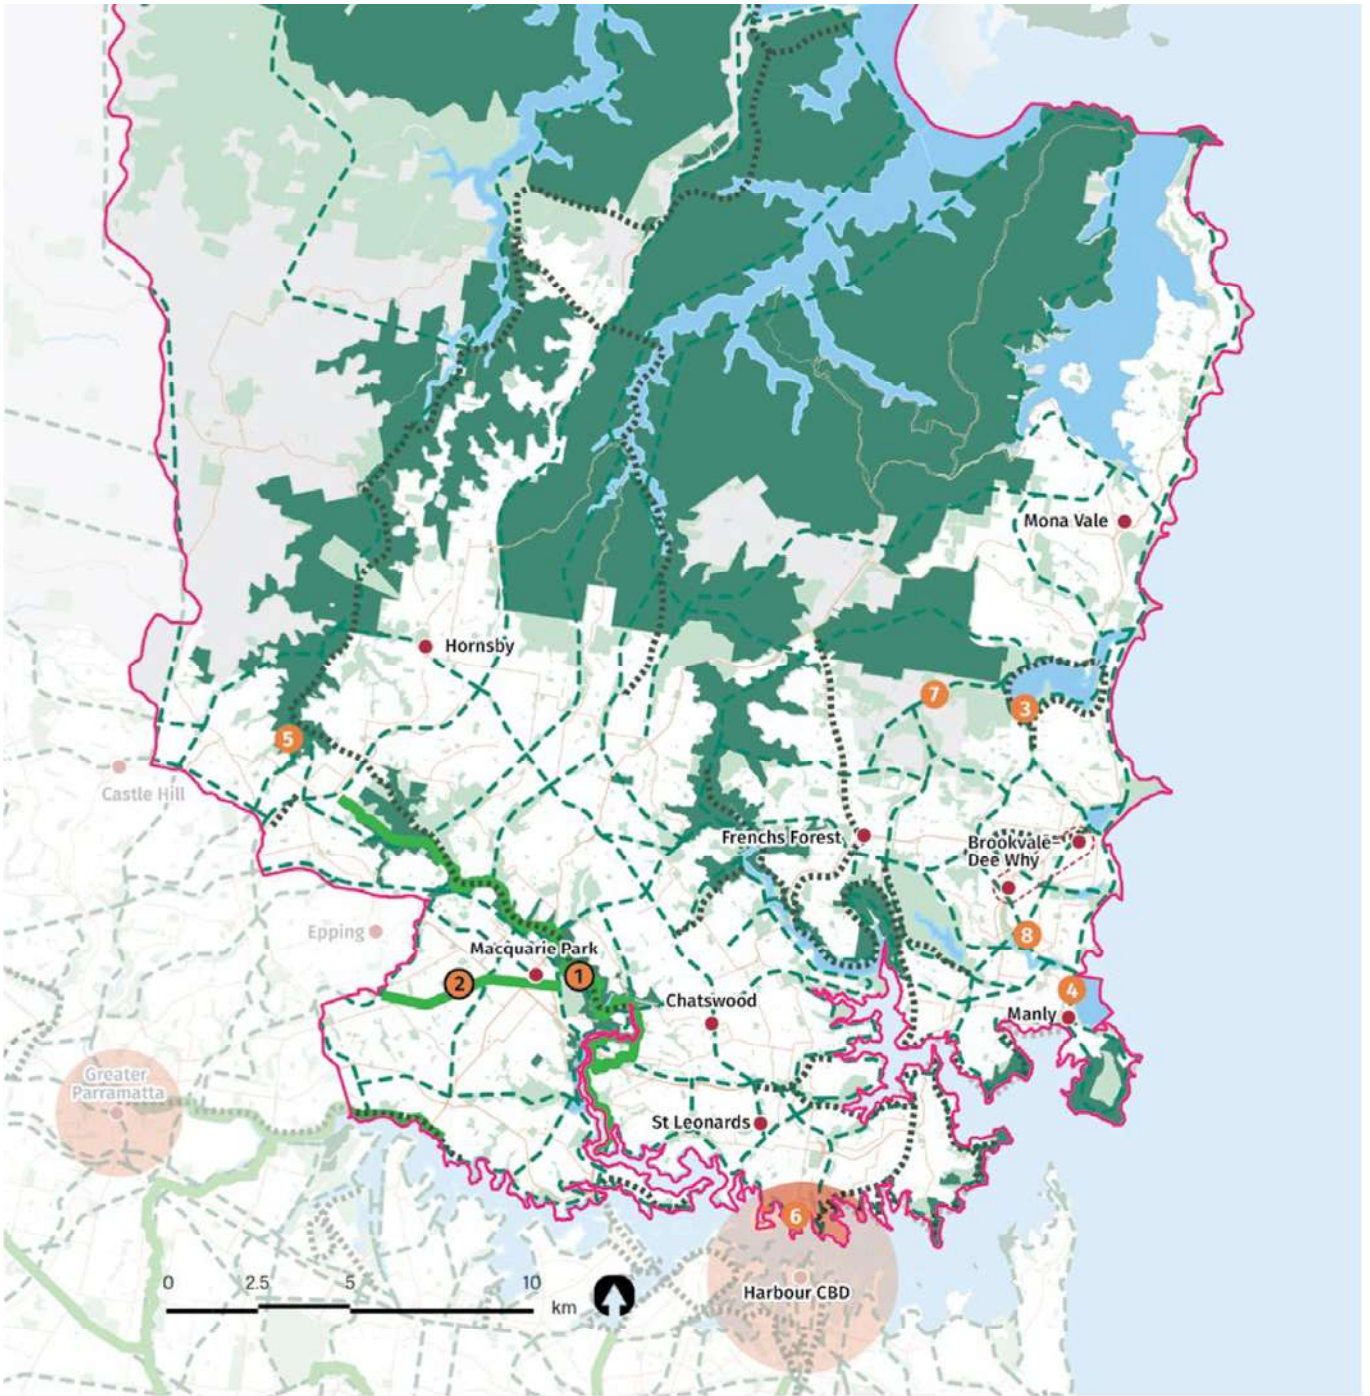 Mona Vale
Hornsby
7
3
5
Castle Hill
Frenchs Forest
Brookvale-
Dee Why
Epping
8
Macquarie Park
2
1
4
Chatswood
Manly
Greater
Parramatta
St Leonards
6
0 2.5 5 10
km
Harbour CBD